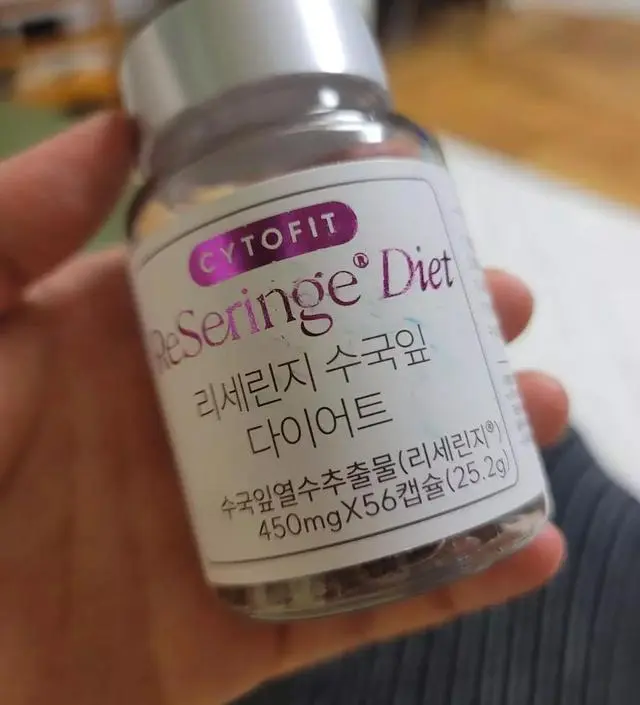 CYTOFIT
ReSeringe® Diet
리세린지 수국잎
다이어트
수국잎열수추출물(리세린지®)
450mgX56캡슐(25.2g)